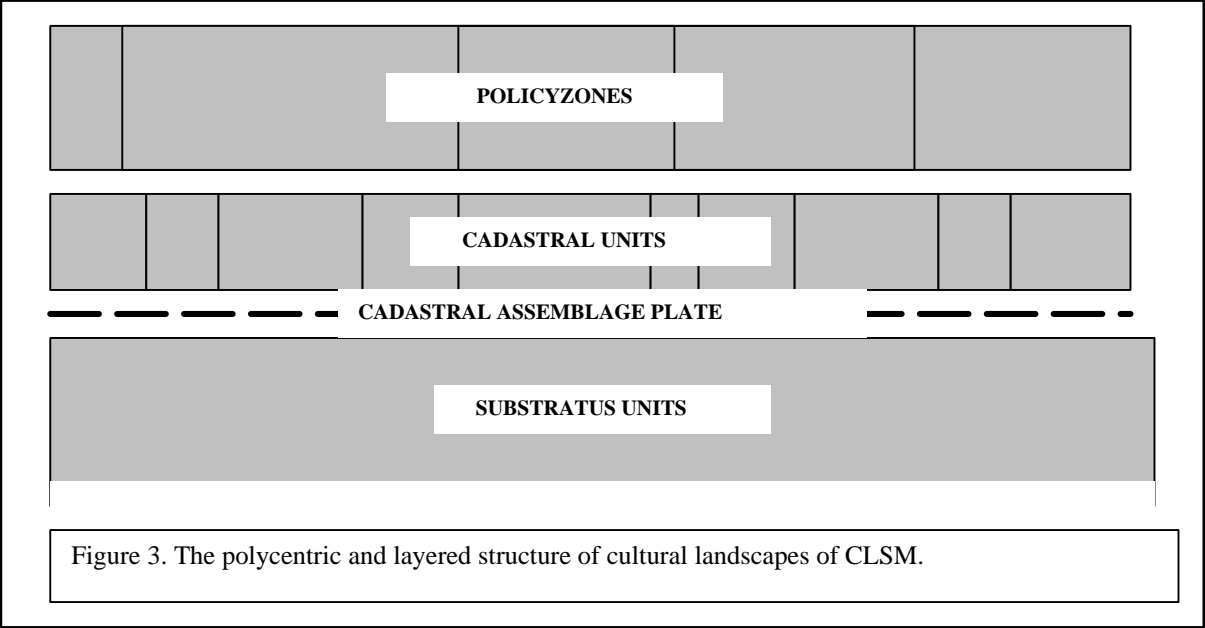 POLICYZONES
CADASTRAL UNITS
CADASTRAL ASSEMBLAGE PLATE
SUBSTRATUS UNITS
Figure 3. The polycentric and layered structure of cultural landscapes of CLSM.